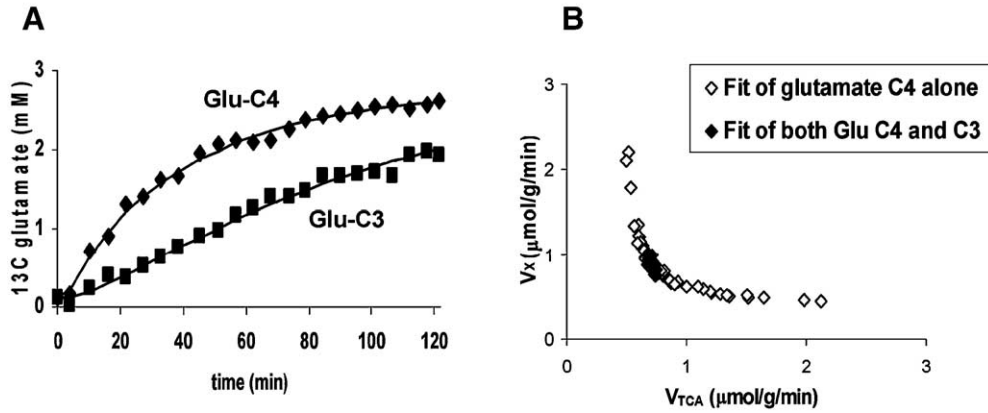 A
13C glutamate (mM)
3
2
1
0
Glu-C4
Glu-C3
0 20 40 60 80 100 120
time (min)
B
◇ Fit of glutamate C4 alone
◆ Fit of both Glu C4 and C3
Vx (μmol/g/min)
3
2
1
0
0 1 2 3
VTCA (μmol/g/min)